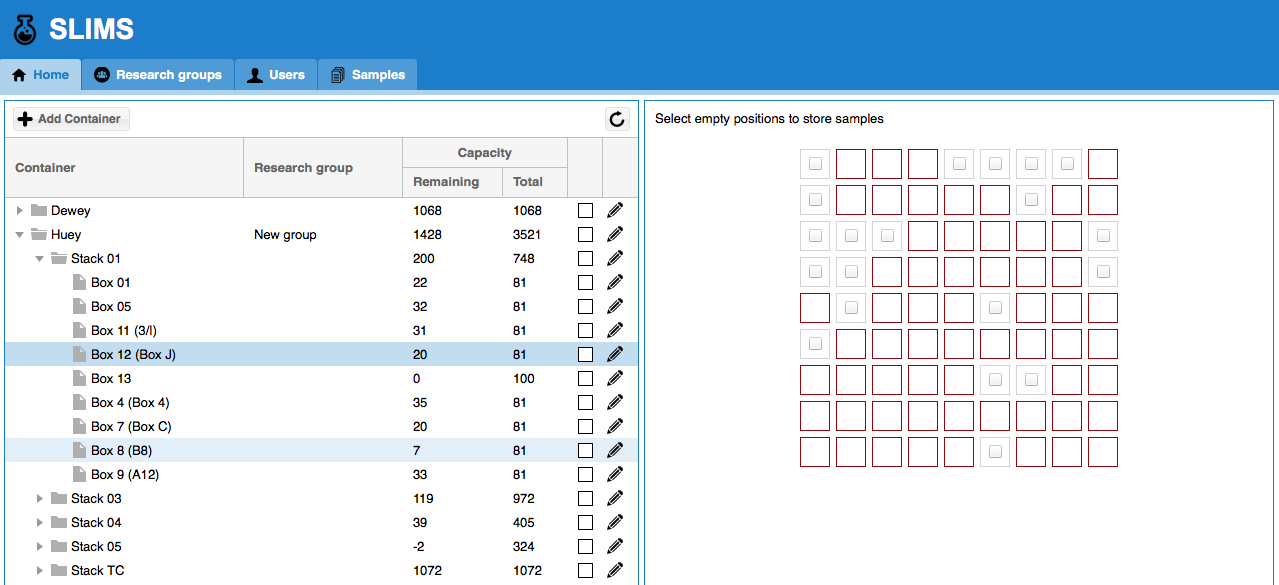 SLIMS
Home Research groups Users Samples
Add Container
Container Research group Capacity
Remaining Total
Dewey 1068 1068
Huey New group 1428 3521
Stack 01 200 748
Box 01 22 81
Box 05 32 81
Box 11 (3/I) 31 81
Box 12 (Box J) 20 81
Box 13 0 100
Box 4 (Box 4) 35 81
Box 7 (Box C) 20 81
Box 8 (B8) 7 81
Box 9 (A12) 33 81
Stack 03 119 972
Stack 04 39 405
Stack 05 -2 324
Stack TC 1072 1072
Select empty positions to store samples